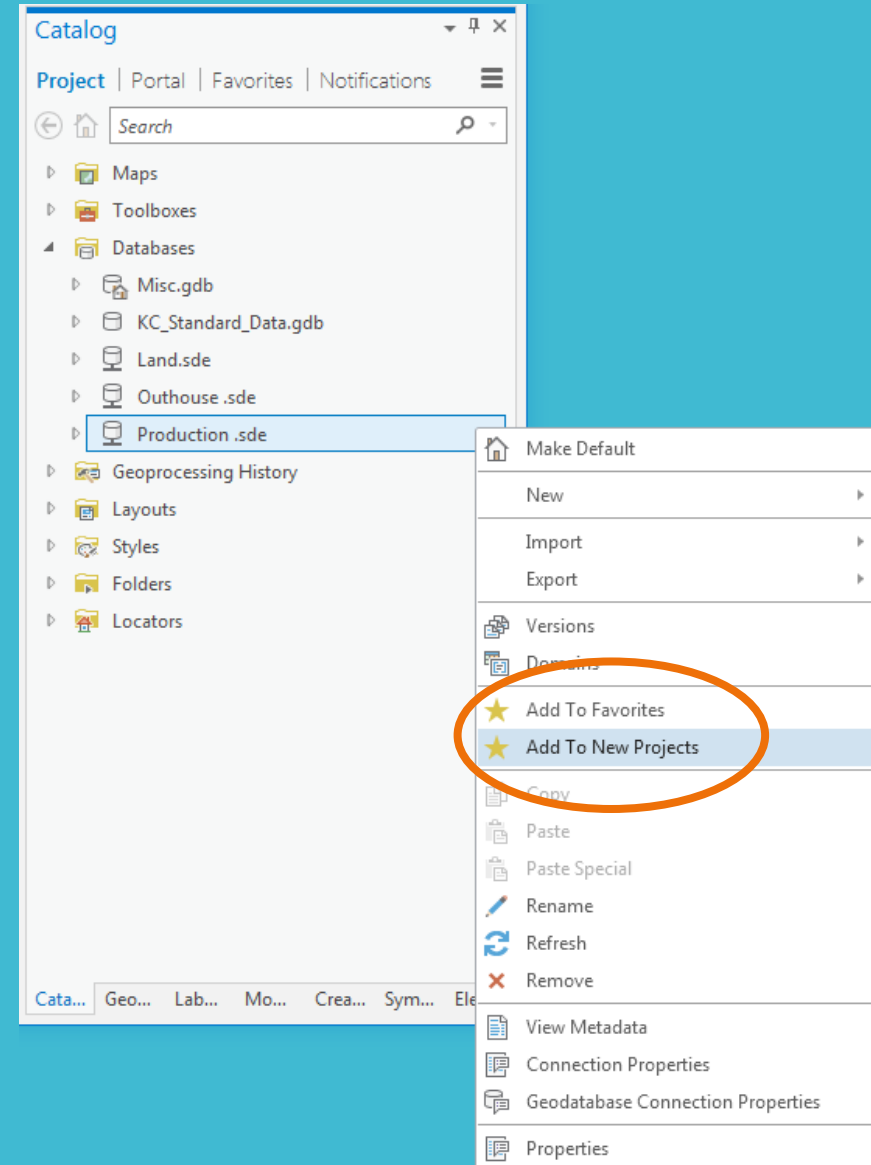 Catalog
Project | Portal | Favorites | Notifications
Search
Maps
Toolboxes
Databases
Misc.gdb
KC_Standard_Data.gdb
Land.sde
Outhouse .sde
Production .sde
Geoprocessing History
Layouts
Styles
Folders
Locators
Cata... Geo... Lab... Mo... Crea... Sym... Ele
Make Default
New
Import
Export
Versions
Domains
Add To Favorites
Add To New Projects
Copy
Paste
Paste Special
Rename
Refresh
Remove
View Metadata
Connection Properties
Geodatabase Connection Properties
Properties